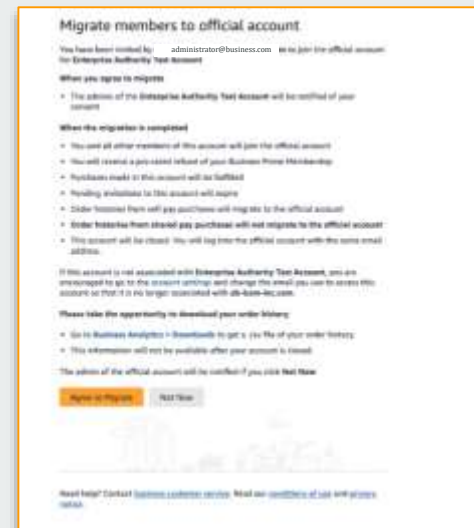 Migrate members to official account
You have been invited by administrator@business.com to join the official account
for Enterprise Authority Test Account
When you agree to migrate
• The admins of the Enterprise Authority Test Account will be notified of your
consent
When the migration is completed
• You and all other members of this account will join the official account
• You will receive a pro-rated refund of your Business Prime Membership
• Purchases made in this account will be fulfilled
• Pending invitations to this account will expire
• Order histories from self pay purchases will migrate to the official account
• Order histories from shared pay purchases will not migrate to the official account
• This account will be closed. You will log into the official account with the same email
address.
If this account is not associated with Enterprise Authority Test Account, you are
encouraged to go to the account settings and change the email you use to access this
account so that it is no longer associated with
Please take the opportunity to download your order history
• Go to Business Analytics > Downloads to get a .csv file of your order history.
• This information will not be available after your account is closed.
The admin of the official account will be notified if you click Not Now
Agree to Migrate Not Now
Need help? Contact business customer service. Read our conditions of use and privacy
notice.